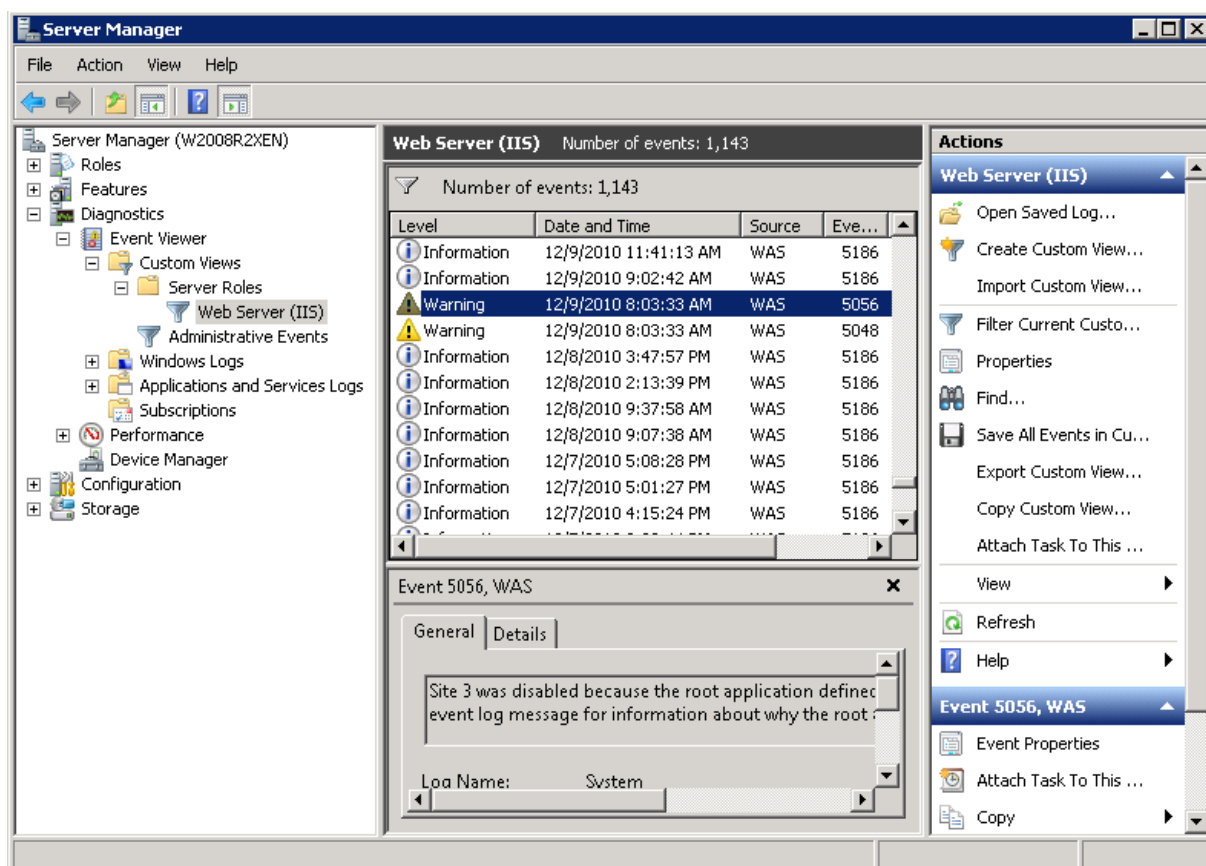 Server Manager
File Action View Help
Server Manager (W2008R2XEN)
Roles
Features
Diagnostics
Event Viewer
Custom Views
Server Roles
Web Server (IIS)
Administrative Events
Windows Logs
Applications and Services Logs
Subscriptions
Performance
Device Manager
Configuration
Storage
Web Server (IIS) Number of events: 1,143
Number of events: 1,143
Level Date and Time Source Eve...
Information 12/9/2010 11:41:13 AM WAS 5186
Information 12/9/2010 9:02:42 AM WAS 5186
Warning 12/9/2010 8:03:33 AM WAS 5056
Warning 12/9/2010 8:03:33 AM WAS 5048
Information 12/8/2010 3:47:57 PM WAS 5186
Information 12/8/2010 2:13:39 PM WAS 5186
Information 12/8/2010 9:37:58 AM WAS 5186
Information 12/8/2010 9:07:38 AM WAS 5186
Information 12/7/2010 5:08:28 PM WAS 5186
Information 12/7/2010 5:01:27 PM WAS 5186
Information 12/7/2010 4:15:24 PM WAS 5186
Event 5056, WAS
General Details
Site 3 was disabled because the root application defined
event log message for information about why the root
Log Name: System
Actions
Web Server (IIS)
Open Saved Log...
Create Custom View...
Import Custom View...
Filter Current Custo...
Properties
Find...
Save All Events in Cu...
Export Custom View...
Copy Custom View...
Attach Task To This ...
View
Refresh
Help
Event 5056, WAS
Event Properties
Attach Task To This ...
Copy